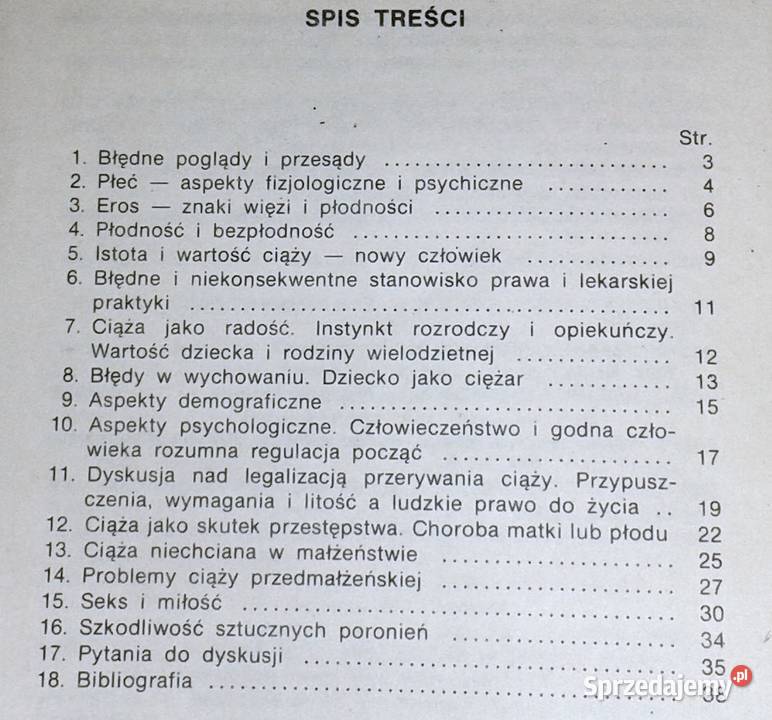 SPIS TREŚCI
Str.
1. Błędne poglądy i przesądy ............................ 3
2. Płeć — aspekty fizjologiczne i psychiczne ............ 4
3. Eros — znaki więzi i płodności ....................... 6
4. Płodność i bezpłodność ............................... 8
5. Istota i wartość ciąży — nowy człowiek .............. 9
6. Błędne i niekonsekwentne stanowisko prawa i lekarskiej
praktyki ................................................ 11
7. Ciąża jako radość. Instynkt rozrodczy i opiekuńczy.
Wartość dziecka i rodziny wielodzietnej ............... 12
8. Błędy w wychowaniu. Dziecko jako ciężar ............ 13
9. Aspekty demograficzne ................................ 15
10. Aspekty psychologiczne. Człowieczeństwo i godna czło-
wieka rozumna regulacja począć ....................... 17
11. Dyskusja nad legalizacją przerywania ciąży. Przypusz-
czenia, wymagania i litość a ludzkie prawo do życia .. 19
12. Ciąża jako skutek przestępstwa. Choroba matki lub płodu 22
13. Ciąża niechciana w małżeństwie ....................... 25
14. Problemy ciąży przedmałżeńskiej ....................... 27
15. Seks i miłość ........................................ 30
16. Szkodliwość sztucznych poronień ..................... 34
17. Pytania do dyskusji .................................. 35
18. Bibliografia ......................................... 38
Sprzedajemy.pl